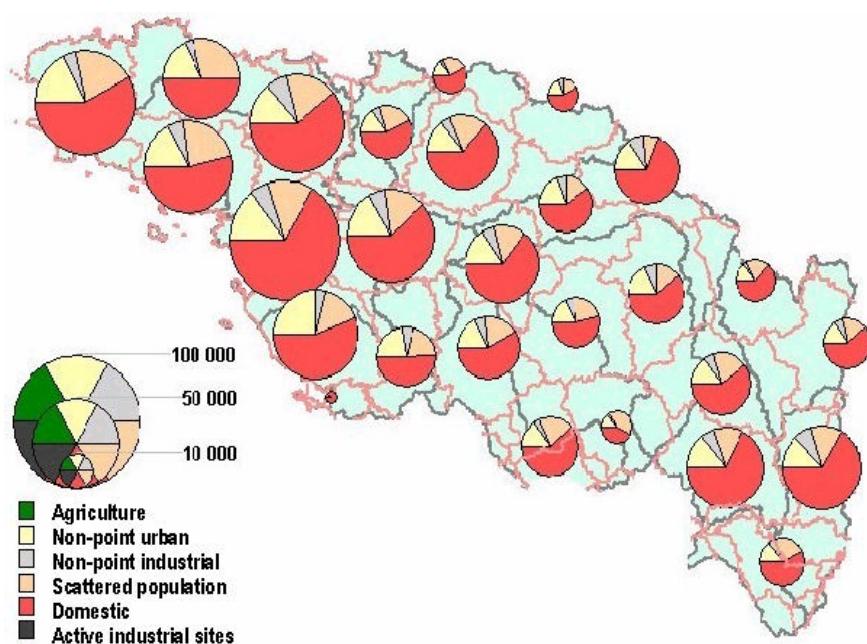 100 000
50 000
10 000
Agriculture
Non-point urban
Non-point industrial
Scattered population
Domestic
Active industrial sites